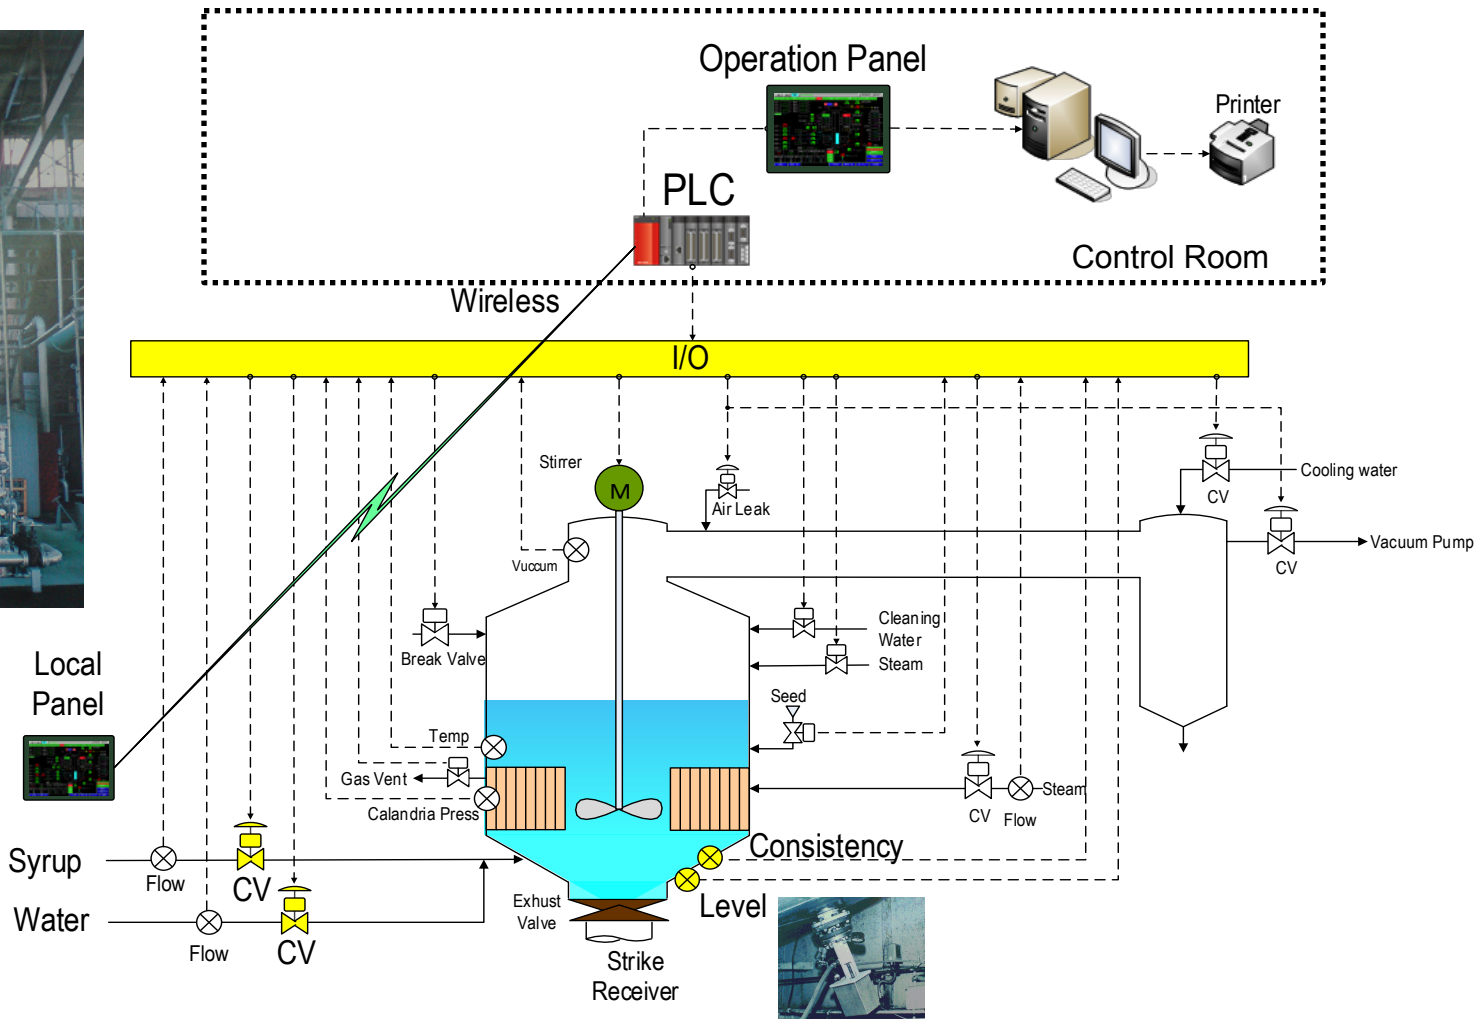 Operation Panel
Printer
PLC
Control Room
Wireless
I/O
Stirrer
M
Air Leak
Cooling water
CV
Vuccum
Vacuum Pump
CV
Cleaning
Water
Break Valve
Steam
Local
Panel
Seed
Temp
Gas Vent
Steam
Calandria Press
CV
Flow
Syrup
Consistency
Flow
CV
Water
Exhust
Valve
Level
Flow
CV
Strike
Receiver